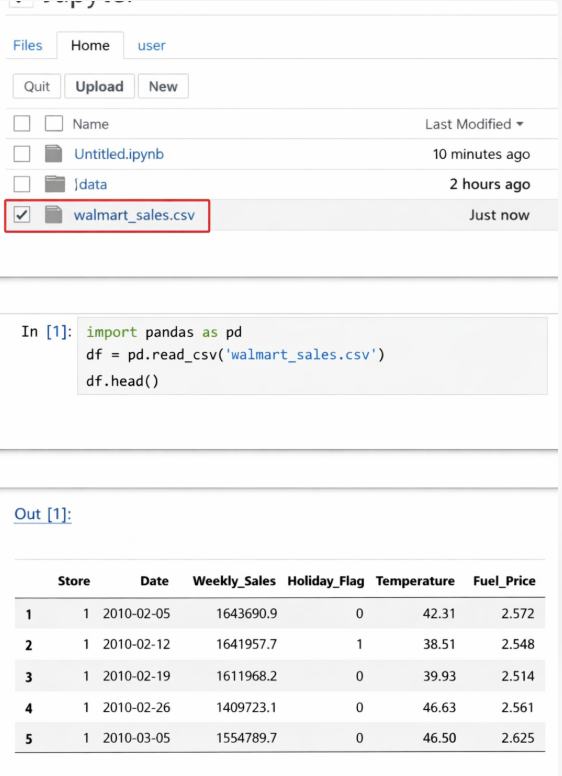 Files Home user
Quit Upload New
Name Last Modified
Untitled.ipynb 10 minutes ago
data 2 hours ago
walmart_sales.csv Just now
In [1]: import pandas as pd
df = pd.read_csv('walmart_sales.csv')
df.head()
Out [1]:
Store Date Weekly_Sales Holiday_Flag Temperature Fuel_Price
1 1 2010-02-05 1643690.9 0 42.31 2.572
2 1 2010-02-12 1641957.7 1 38.51 2.548
3 1 2010-02-19 1611968.2 0 39.93 2.514
4 1 2010-02-26 1409723.1 0 46.63 2.561
5 1 2010-03-05 1554789.7 0 46.50 2.625